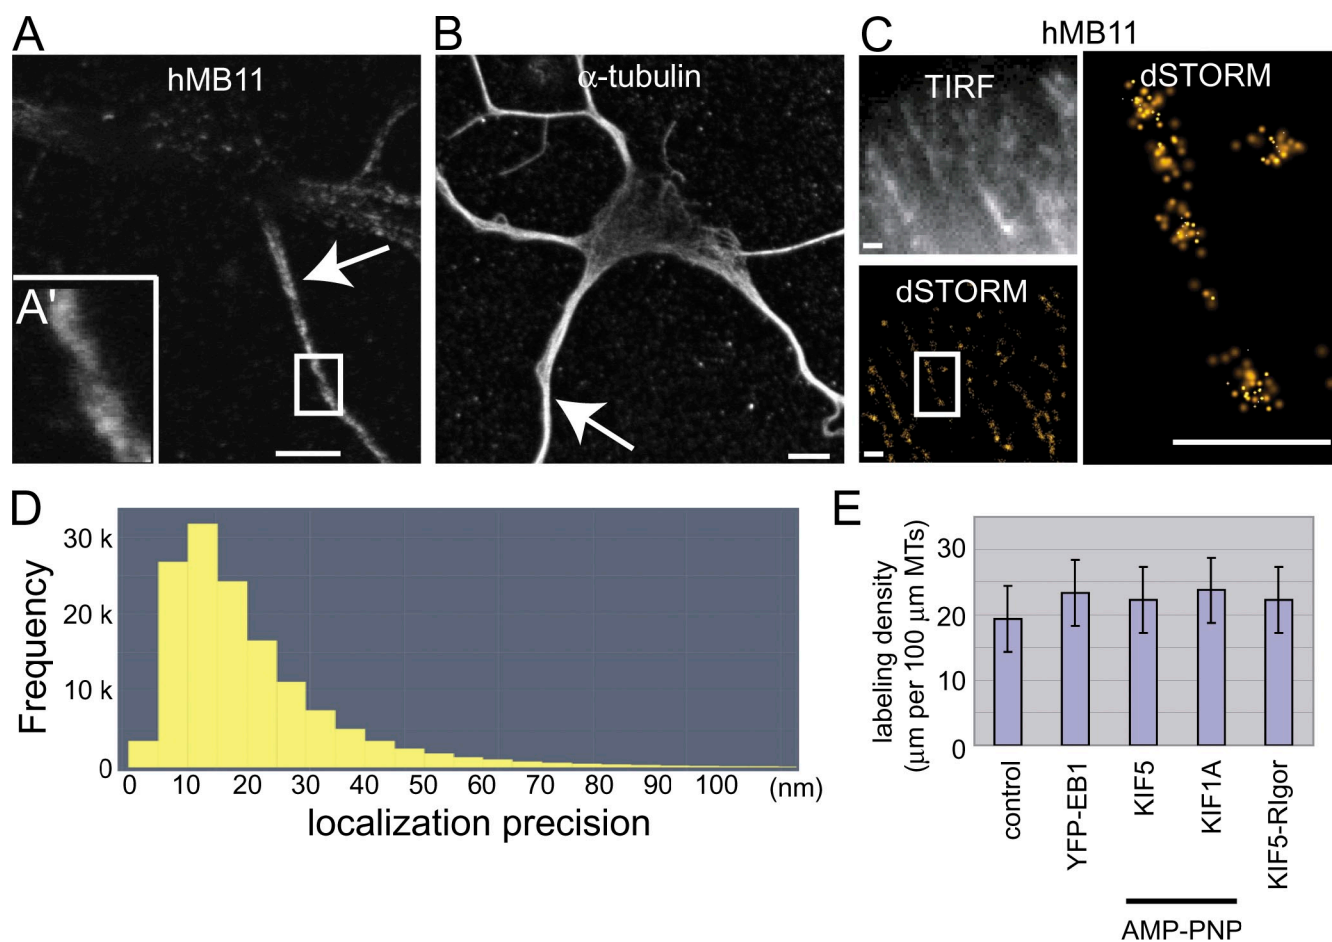 A
hMB11
A'
B
α-tubulin
C
hMB11
TIRF
dSTORM
dSTORM
D
Frequency
30 k
20 k
10 k
0
0 10 20 30 40 50 60 70 80 90 100 (nm)
localization precision
E
labeling density
(μm per 100 μm MTs)
30
20
10
0
control
YFP-EB1
KIF5
KIF1A
KIF5-RIgor
AMP-PNP